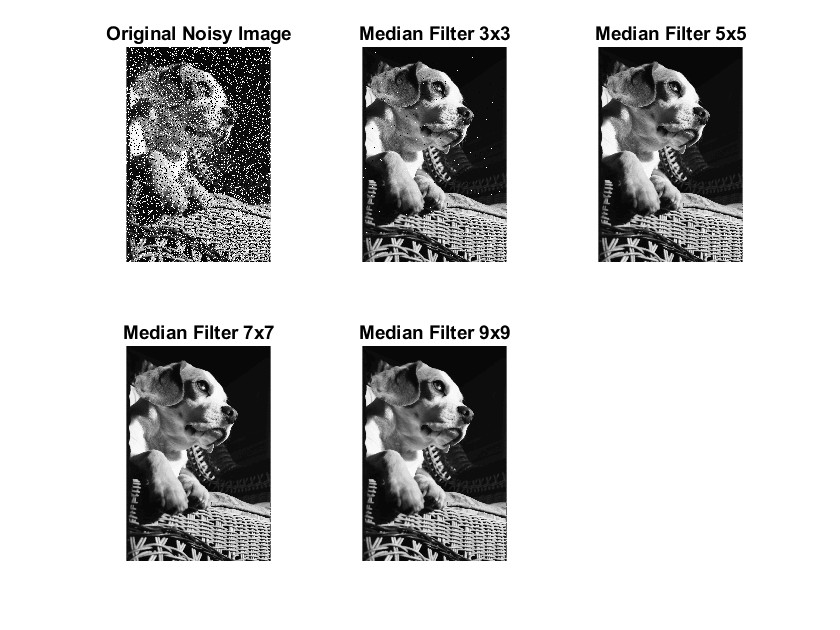 Original Noisy Image
Median Filter 3x3
Median Filter 5x5
Median Filter 7x7
Median Filter 9x9